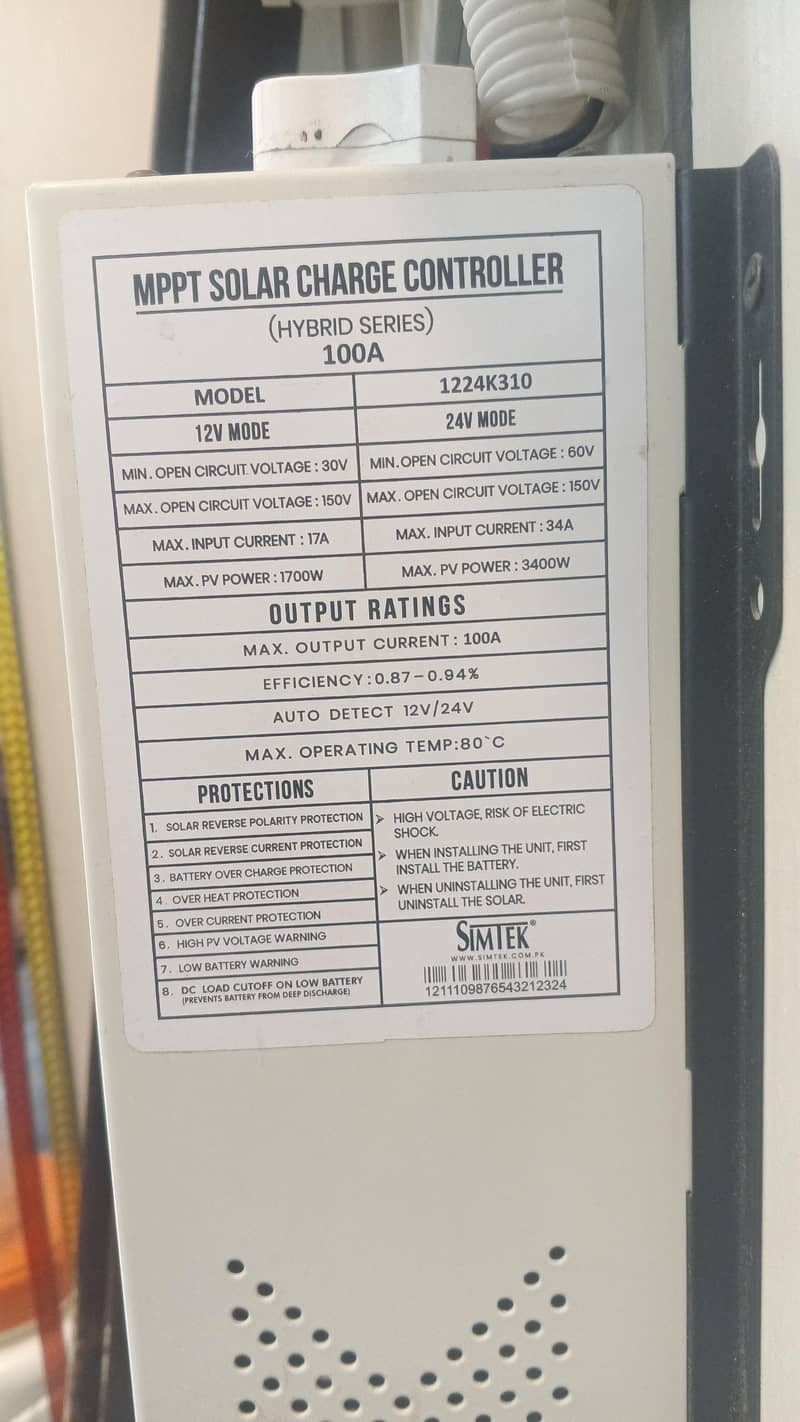 MPPT SOLAR CHARGE CONTROLLER
(HYBRID SERIES)
100A
MODEL 1224K310
12V MODE 24V MODE
MIN. OPEN CIRCUIT VOLTAGE : 30V MIN. OPEN CIRCUIT VOLTAGE : 60V
MAX. OPEN CIRCUIT VOLTAGE : 150V MAX. OPEN CIRCUIT VOLTAGE : 150V
MAX. INPUT CURRENT : 17A MAX. INPUT CURRENT : 34A
MAX. PV POWER : 1700W MAX. PV POWER : 3400W
OUTPUT RATINGS
MAX. OUTPUT CURRENT : 100A
EFFICIENCY : 0.87 – 0.94%
AUTO DETECT 12V/24V
MAX. OPERATING TEMP:80`C
PROTECTIONS
1. SOLAR REVERSE POLARITY PROTECTION
2. SOLAR REVERSE CURRENT PROTECTION
3. BATTERY OVER CHARGE PROTECTION
4. OVER HEAT PROTECTION
5. OVER CURRENT PROTECTION
6. HIGH PV VOLTAGE WARNING
7. LOW BATTERY WARNING
8. DC LOAD CUTOFF ON LOW BATTERY
(PREVENTS BATTERY FROM DEEP DISCHARGE)
CAUTION
➢ HIGH VOLTAGE, RISK OF ELECTRIC
SHOCK.
➢ WHEN INSTALLING THE UNIT, FIRST
INSTALL THE BATTERY.
➢ WHEN UNINSTALLING THE UNIT, FIRST
UNINSTALL THE SOLAR.
SIMTEK®
WWW.SIMTEK.COM.PK
1211109876543212324